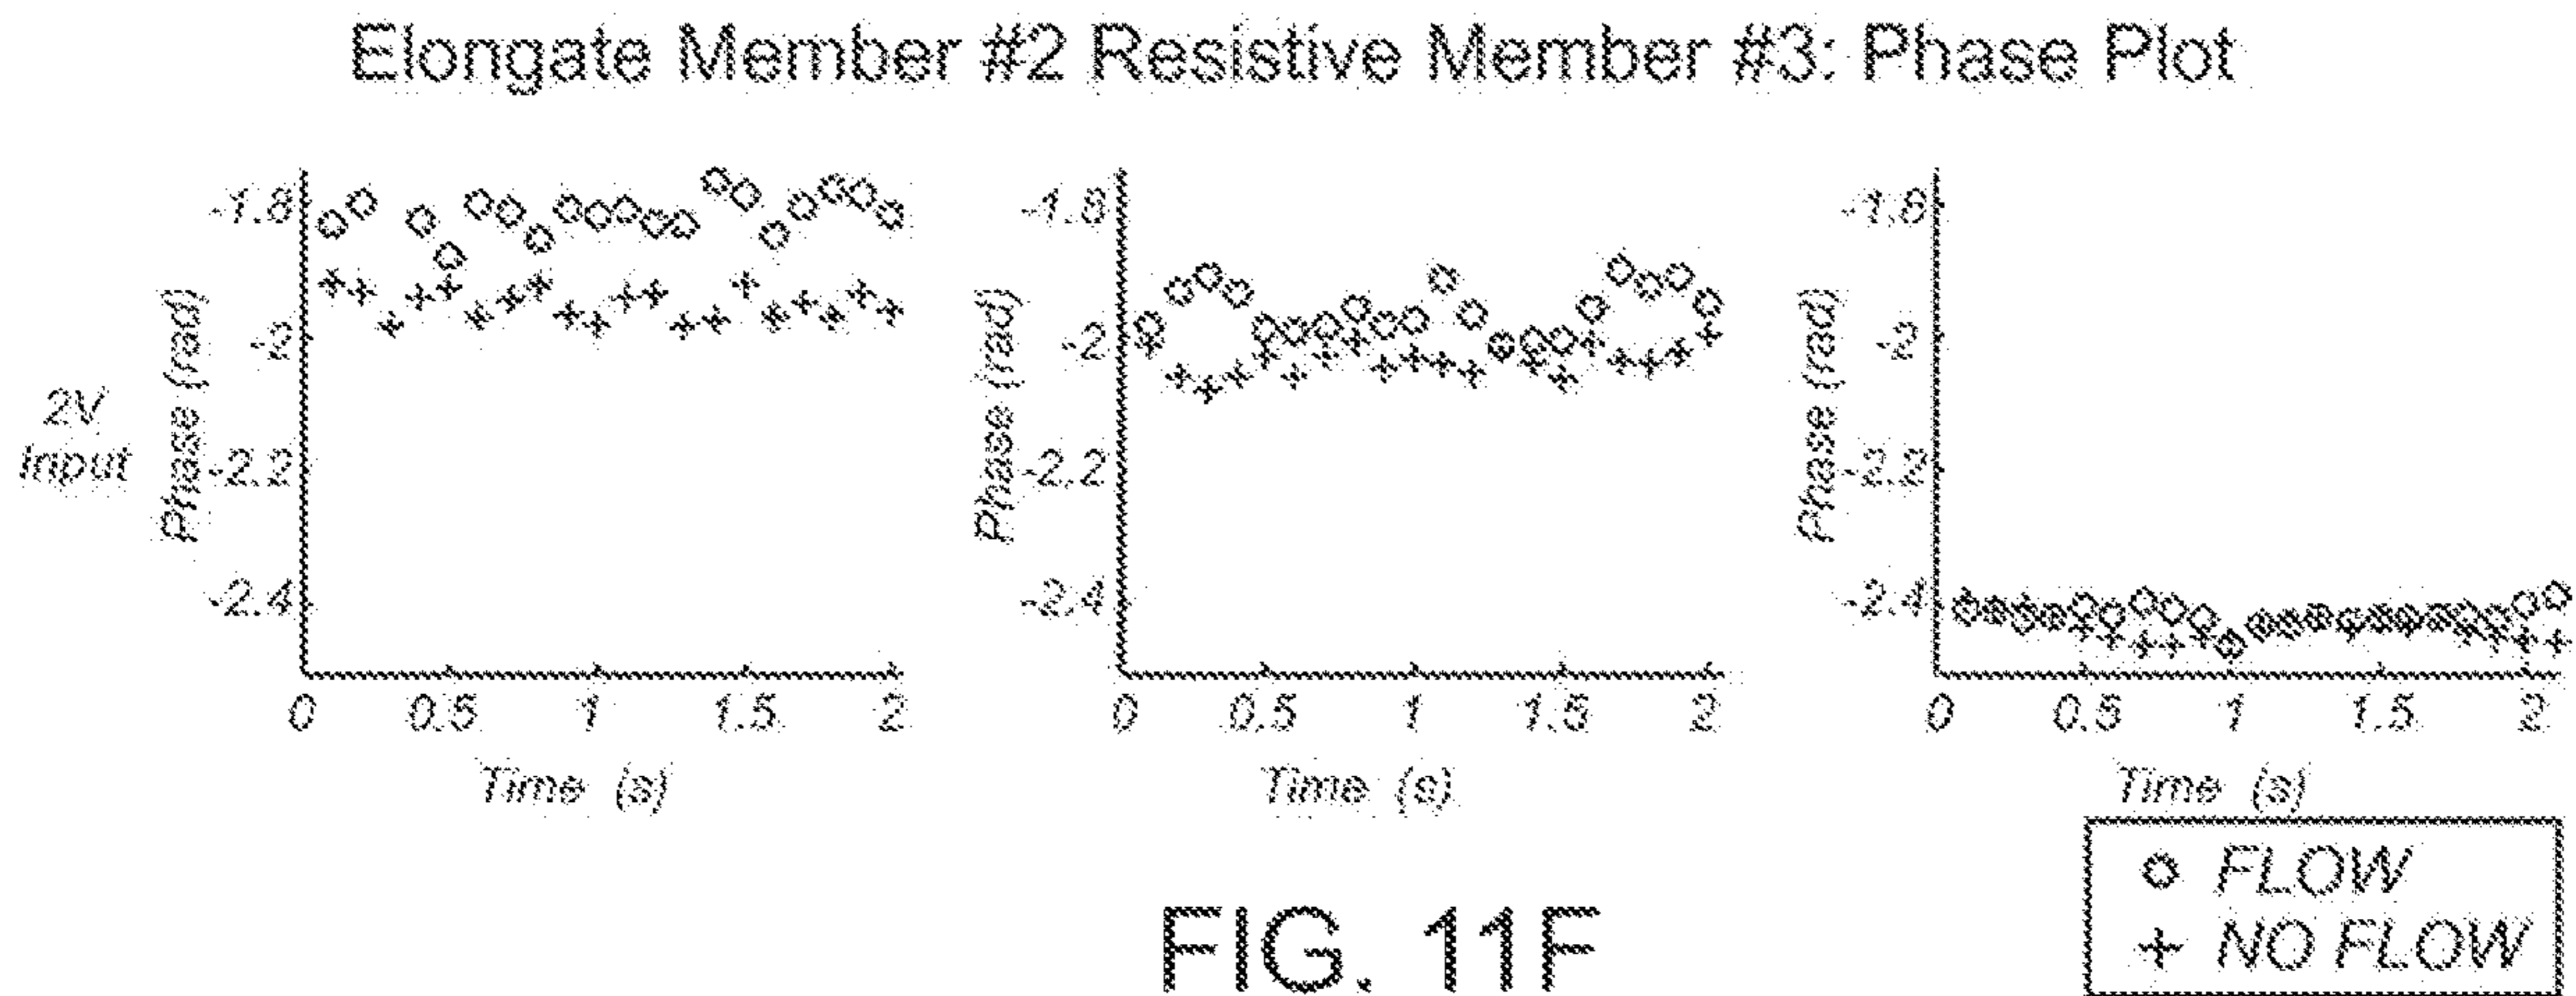 Elongate Member #2 Resistive Member #3: Phase Plot
2V
Input
Phase (rad)
-1.8
-2
-2.2
-2.4
0 0.5 1 1.5 2
Time (s)
Phase (rad)
-1.8
-2
-2.2
-2.4
0 0.5 1 1.5 2
Time (s)
Phase (rad)
-1.8
-2
-2.2
-2.4
0 0.5 1 1.5 2
Time (s)
FLOW
NO FLOW
FIG. 11F